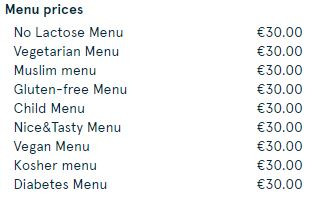 Menu prices
No Lactose Menu €30.00
Vegetarian Menu €30.00
Muslim menu €30.00
Gluten-free Menu €30.00
Child Menu €30.00
Nice&Tasty Menu €30.00
Vegan Menu €30.00
Kosher menu €30.00
Diabetes Menu €30.00